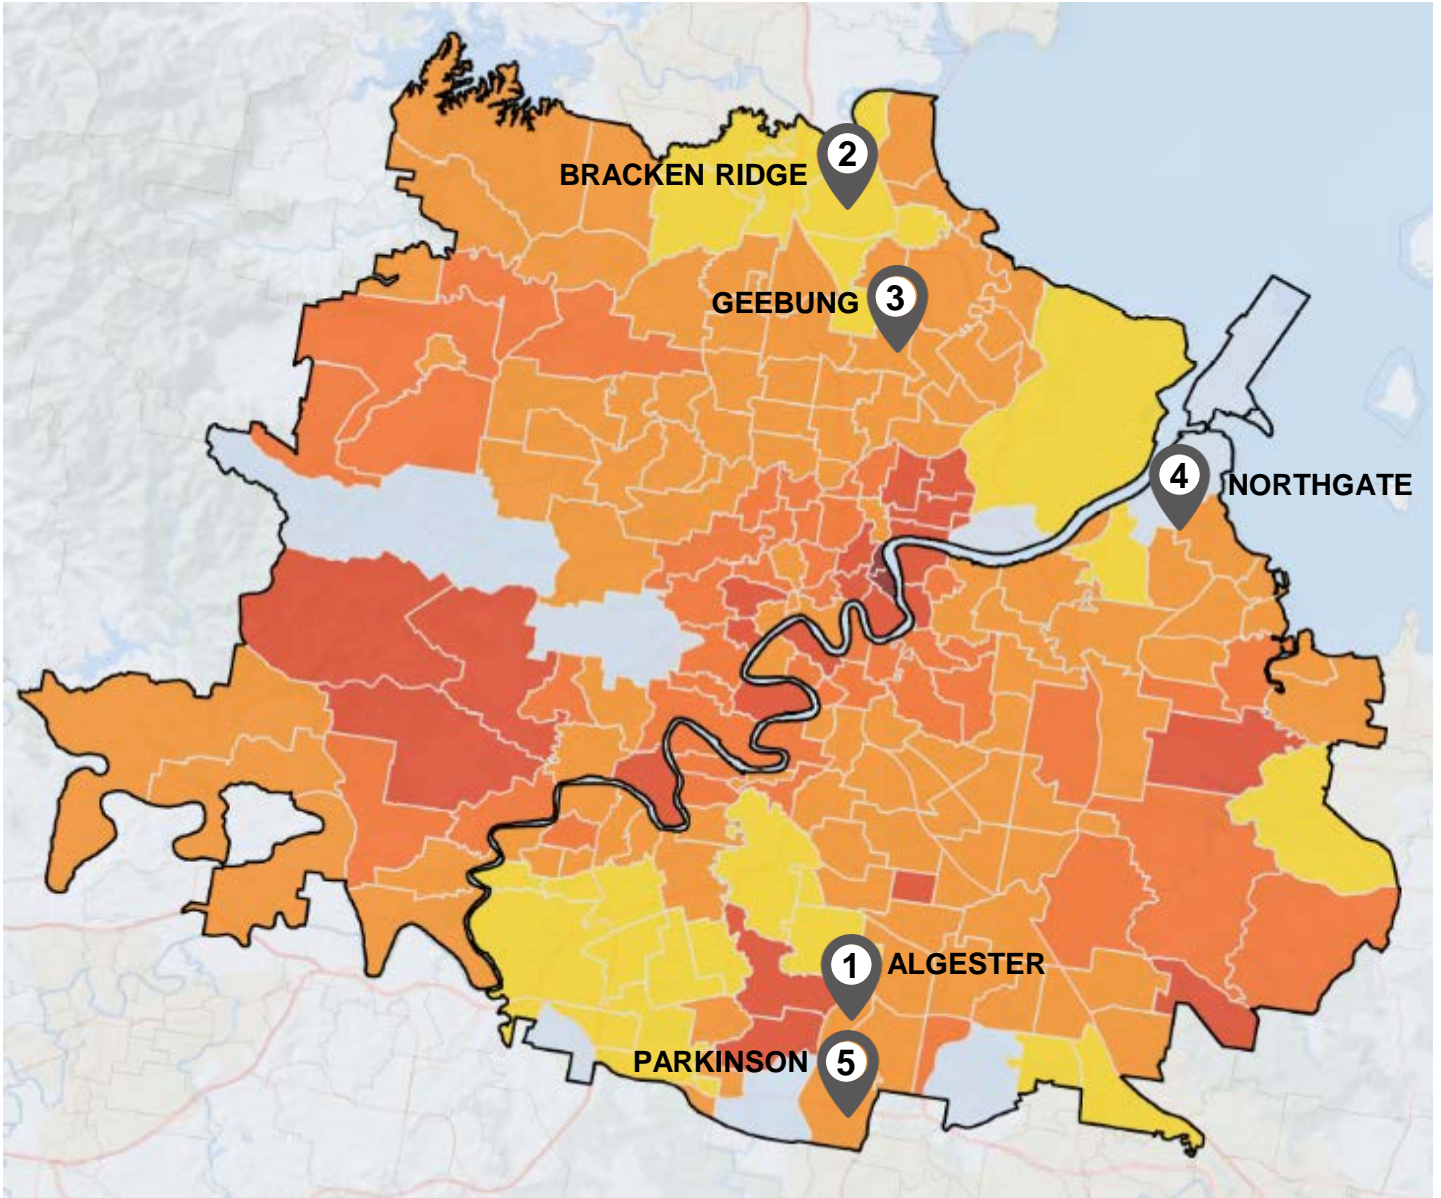 2
BRACKEN RIDGE
3
GEEBUNG
4
NORTHGATE
1
ALGESTER
PARKINSON
5